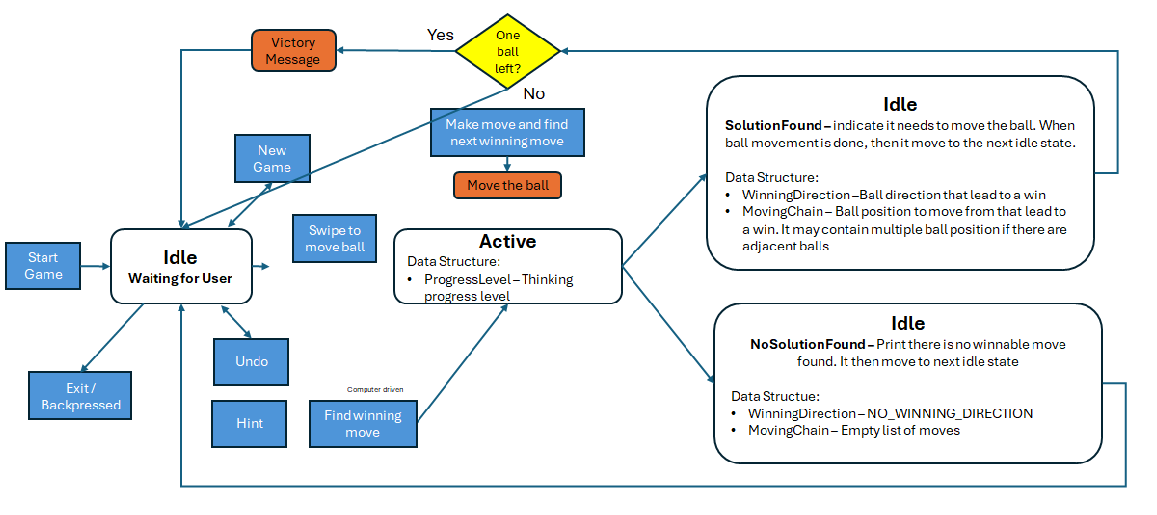 Yes
One
ball
left?
Victory
Message
No
Make move and find
next winning move
Move the ball
New
Game
Swipe to
move ball
Start
Game
Idle
Waiting for User
Active
Data Structure:
• ProgressLevel – Thinking
progress level
Idle
SolutionFound – indicate it needs to move the ball. When
ball movement is done, then it move to the next idle state.
Data Structure:
• WinningDirection – Ball direction that lead to a win
• MovingChain – Ball position to move from that lead to
a win. It may contain multiple ball position if there are
adjacent balls
Idle
NoSolutionFound – Print there is no winnable move
found. It then move to next idle state
Data Structue:
• WinningDirection – NO_WINNING_DIRECTION
• MovingChain – Empty list of moves
Undo
Exit /
Backpressed
Hint
Computer driven
Find winning
move